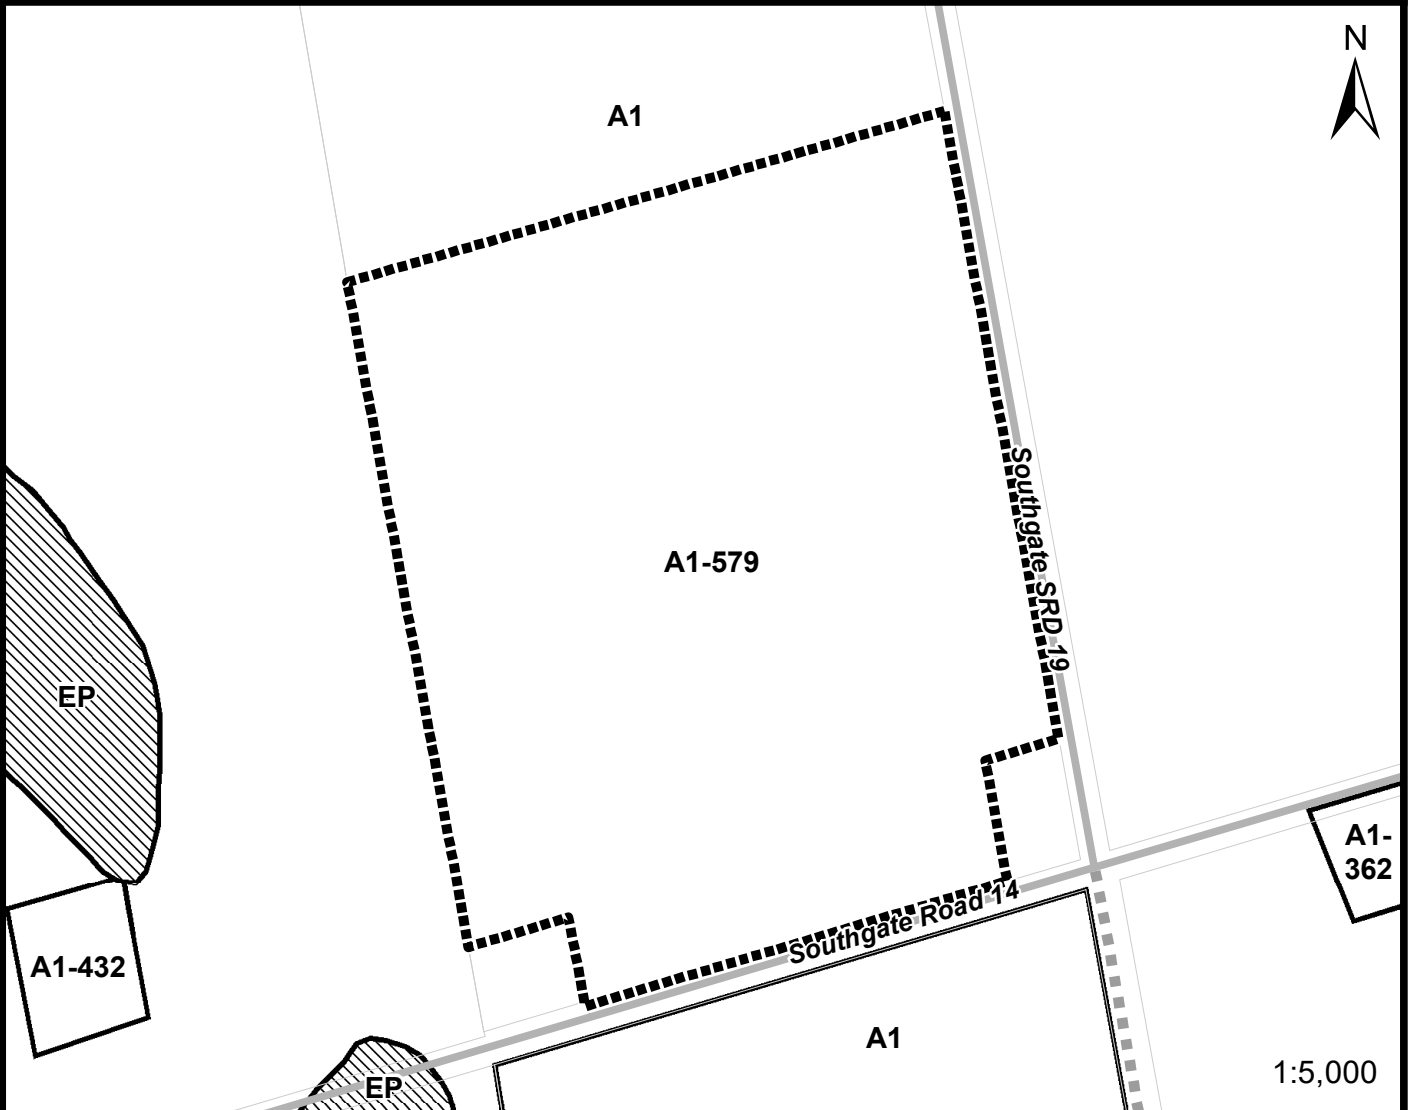 N
A1
Southgate SRD 19
A1-579
EP
A1-
362
Southgate Road 14
A1-432
A1
1:5,000
EP